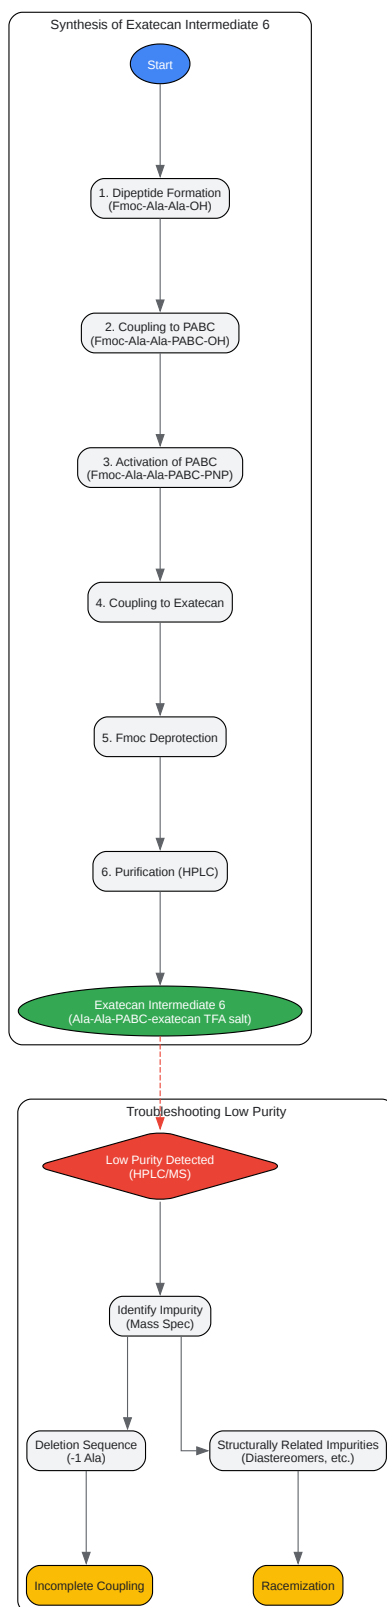 Synthesis of Exatecan Intermediate 6
Start
1. Dipeptide Formation
(Fmoc-Ala-Ala-OH)
2. Coupling to PABC
(Fmoc-Ala-Ala-PABC-OH)
3. Activation of PABC
(Fmoc-Ala-Ala-PABC-PNP)
4. Coupling to Exatecan
5. Fmoc Deprotection
6. Purification (HPLC)
Exatecan Intermediate 6
(Ala-Ala-PABC-exatecan TFA salt)
Troubleshooting Low Purity
Low Purity Detected
(HPLC/MS)
Identify Impurity
(Mass Spec)
Deletion Sequence
(-1 Ala)
Structurally Related Impurities
(Diastereomers, etc.)
Incomplete Coupling
Racemization